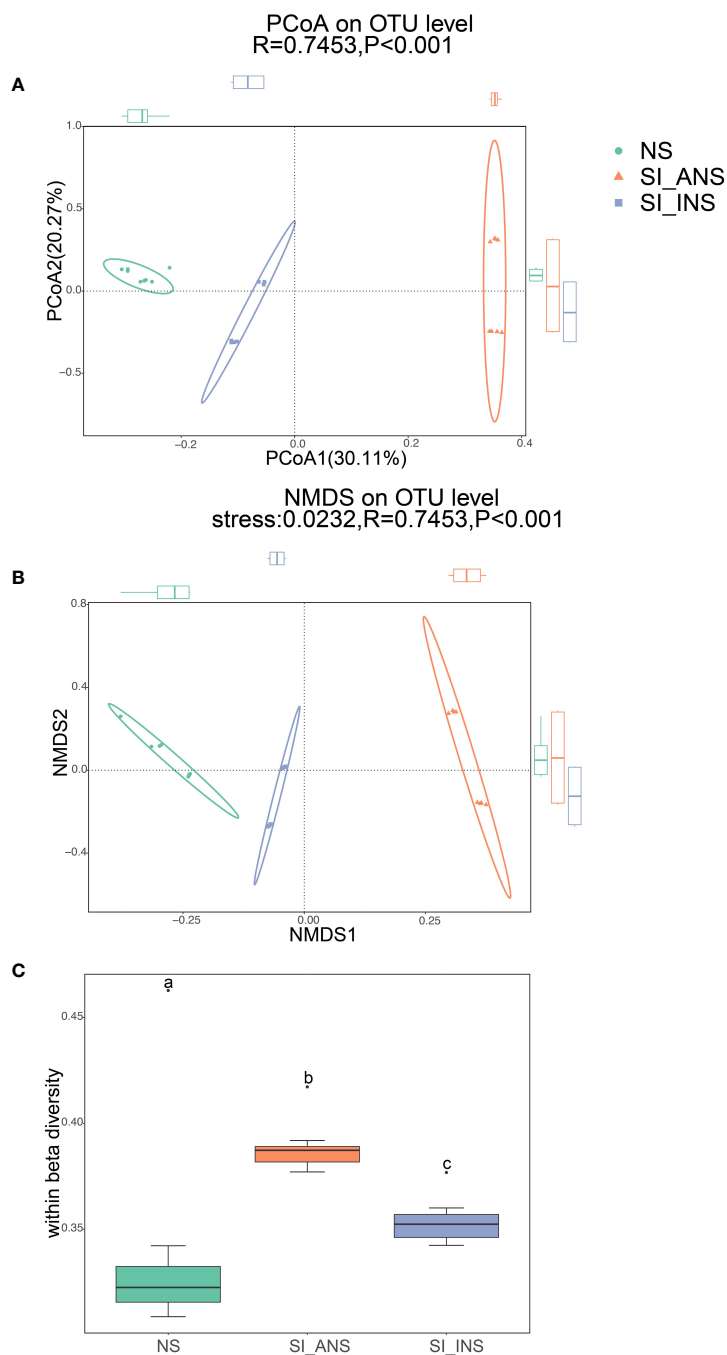 PCoA on OTU level
R=0.7453,P<0.001
A
1.0
0.5
0.0
−0.5
PCoA2(20.27%)
−0.2
0.0
0.2
0.4
PCoA1(30.11%)
NS
SI_ANS
SI_INS
NMDS on OTU level
stress:0.0232,R=0.7453,P<0.001
B
0.8
0.4
0.0
−0.4
NMDS2
−0.25
0.00
0.25
NMDS1
C
a
b
c
0.45
0.40
0.35
within beta diversity
NS
SI_ANS
SI_INS